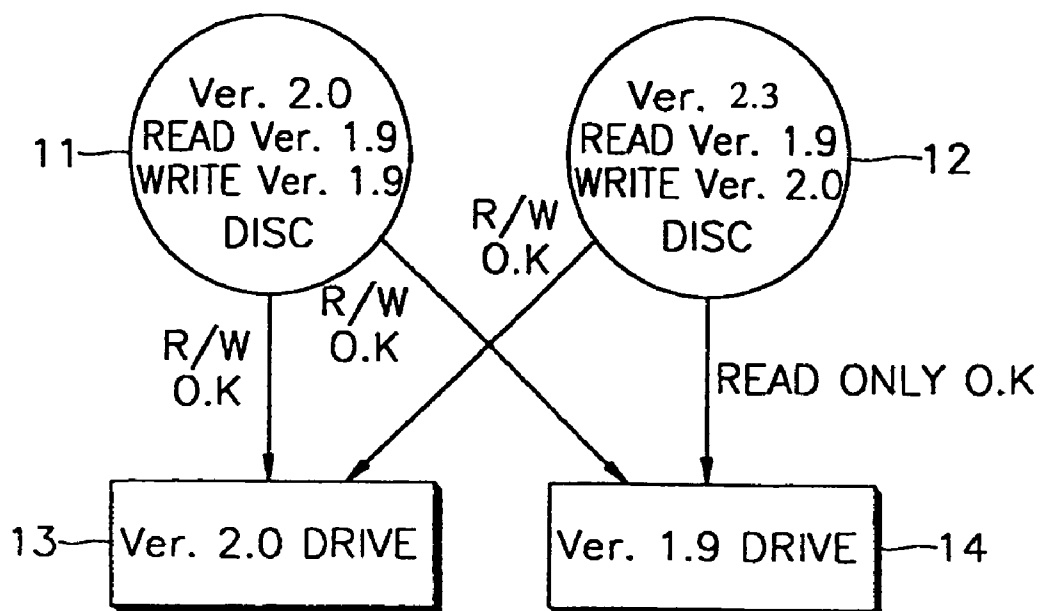 Ver. 2.0
READ Ver. 1.9
WRITE Ver. 1.9
DISC
11
Ver. 2.3
READ Ver. 1.9
WRITE Ver. 2.0
DISC
12
R/W
O.K
R/W
O.K
R/W
O.K
READ ONLY O.K
13
Ver. 2.0 DRIVE
Ver. 1.9 DRIVE
14